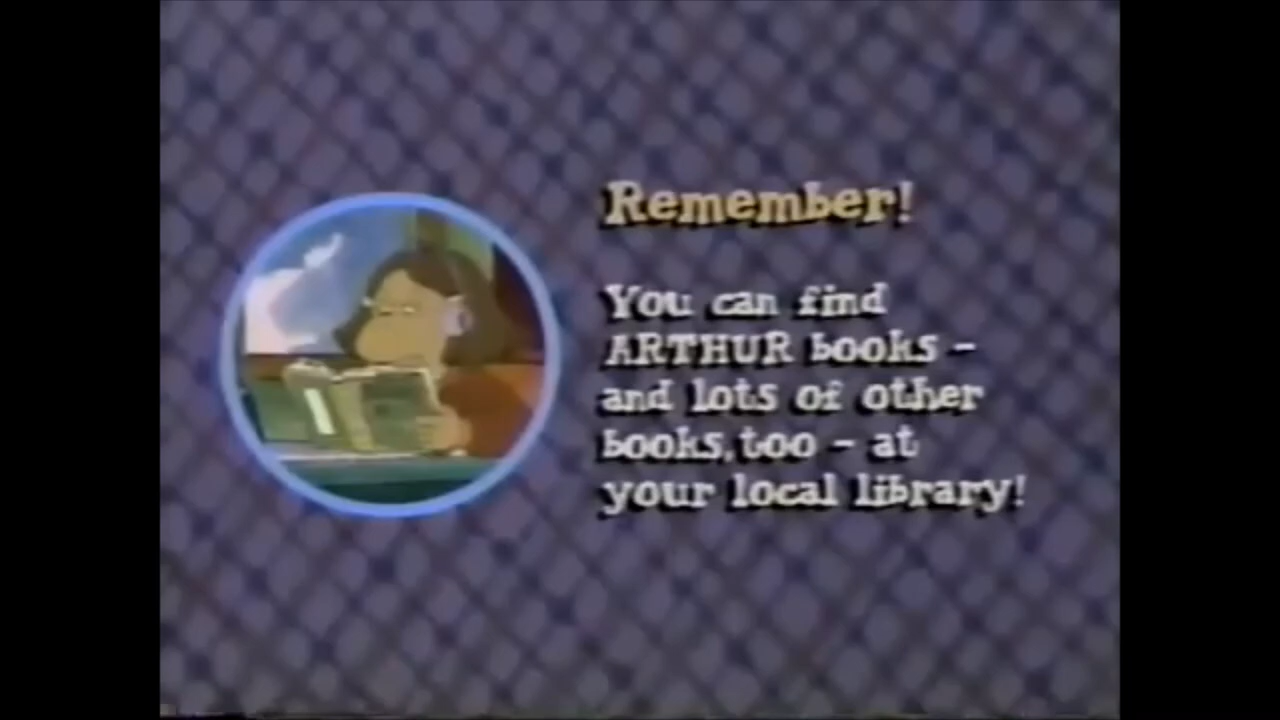 Remember!
You can find
ARTHUR books -
and lots of other
books, too - at
your local library!